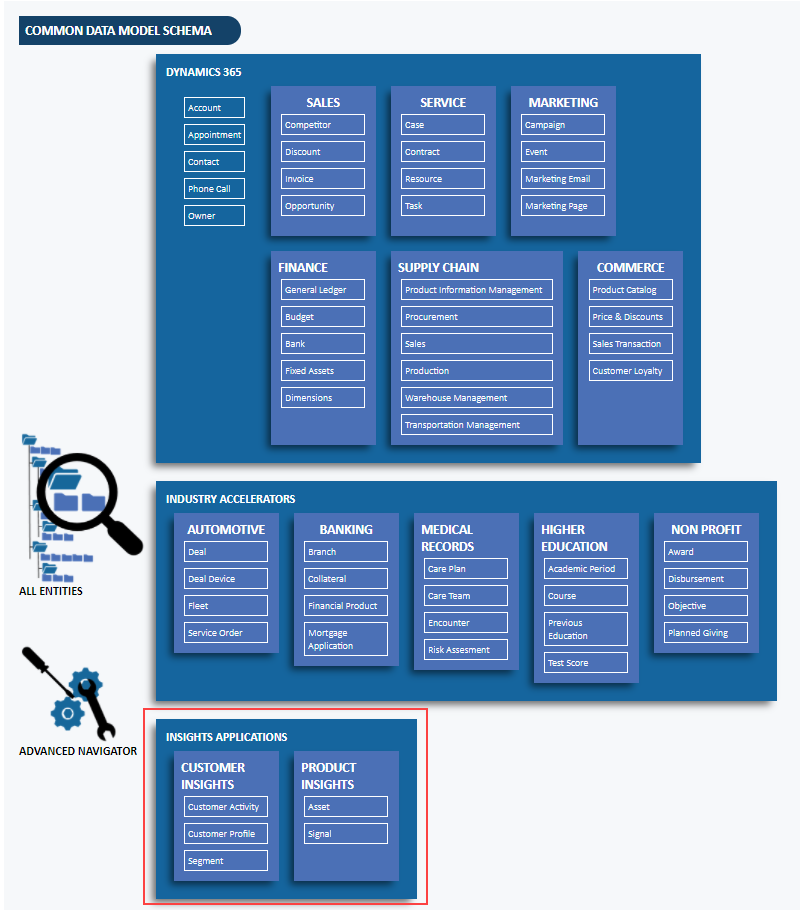 COMMON DATA MODEL SCHEMA
DYNAMICS 365
Account
Appointment
Contact
Phone Call
Owner
SALES
Competitor
Discount
Invoice
Opportunity
SERVICE
Case
Contract
Resource
Task
MARKETING
Campaign
Event
Marketing Email
Marketing Page
FINANCE
General Ledger
Budget
Bank
Fixed Assets
Dimensions
SUPPLY CHAIN
Product Information Management
Procurement
Sales
Production
Warehouse Management
Transportation Management
COMMERCE
Product Catalog
Price & Discounts
Sales Transaction
Customer Loyalty
ALL ENTITIES
INDUSTRY ACCELERATORS
AUTOMOTIVE
Deal
Deal Device
Fleet
Service Order
BANKING
Branch
Collateral
Financial Product
Mortgage
Application
MEDICAL
RECORDS
Care Plan
Care Team
Encounter
Risk Assesment
HIGHER
EDUCATION
Academic Period
Course
Previous
Education
Test Score
NON PROFIT
Award
Disbursement
Objective
Planned Giving
ADVANCED NAVIGATOR
INSIGHTS APPLICATIONS
CUSTOMER
INSIGHTS
Customer Activity
Customer Profile
Segment
PRODUCT
INSIGHTS
Asset
Signal